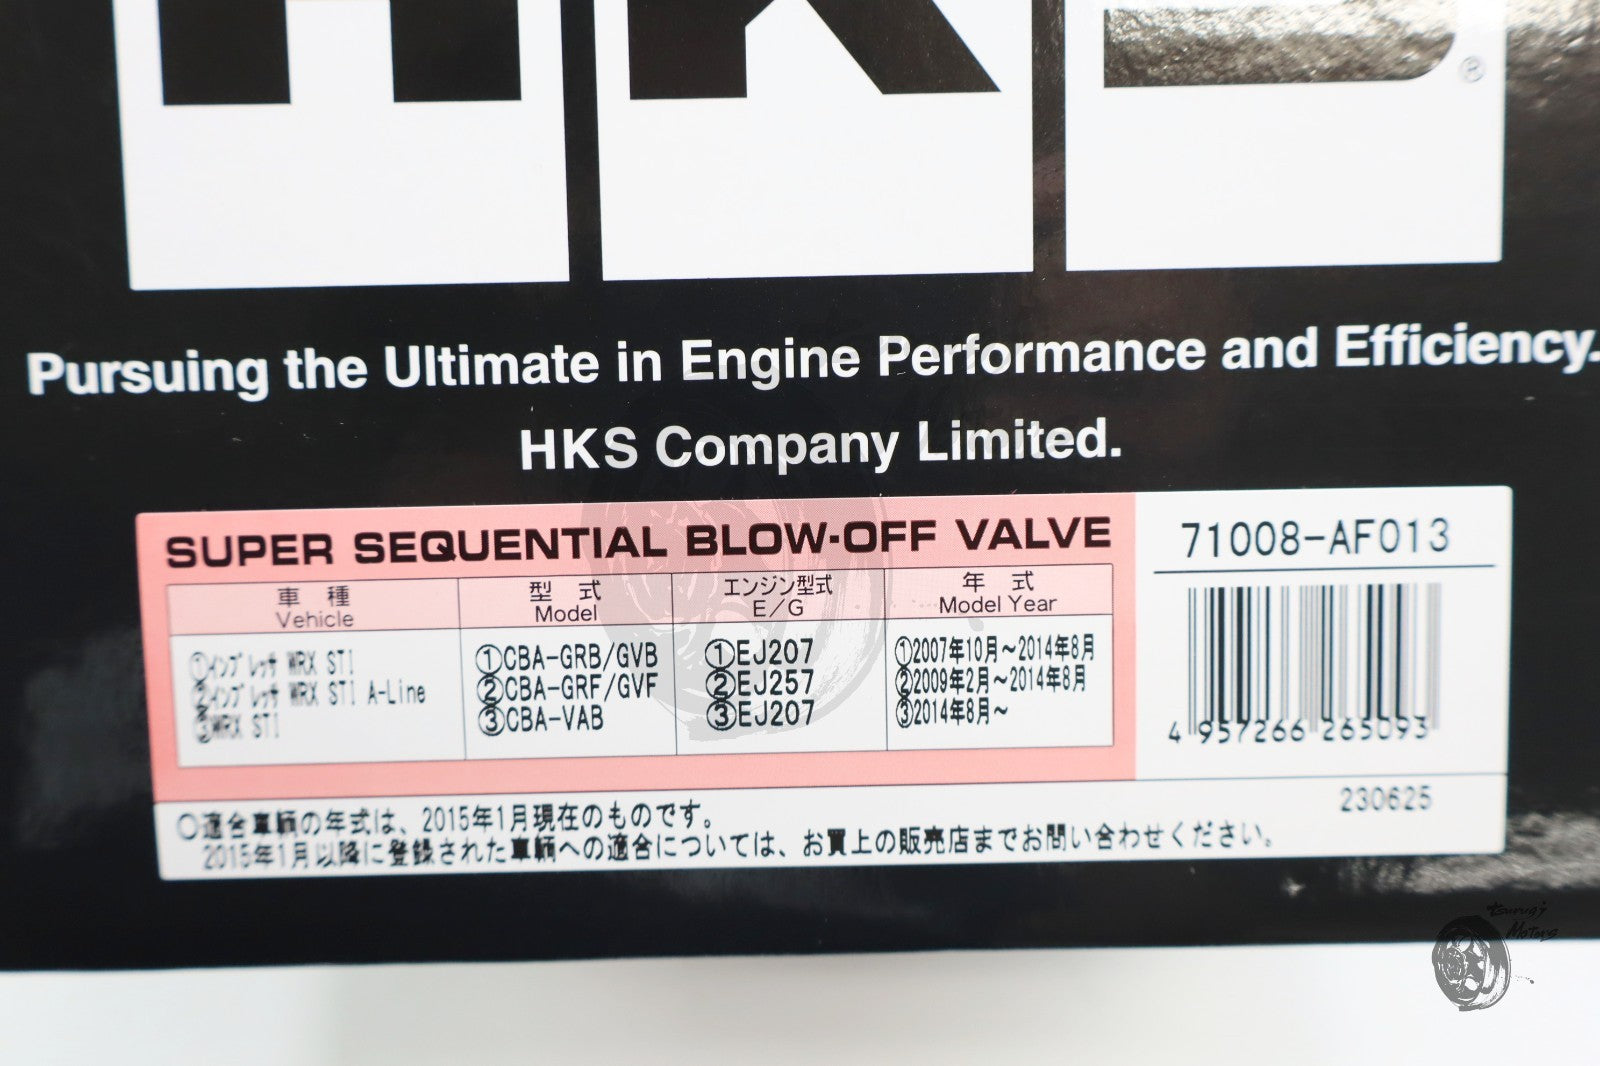 HKS®
Pursuing the Ultimate in Engine Performance and Efficiency.
HKS Company Limited.
SUPER SEQUENTIAL BLOW-OFF VALVE
71008-AF013
車種 型式 エンジン型式 年式
Vehicle Model E/G Model Year
①インプレッサ WRX STI ①CBA-GRB/GVB ①EJ207 ①2007年10月~2014年8月
②インプレッサ WRX STI A-Line ②CBA-GRF/GVF ②EJ257 ②2009年2月~2014年8月
③WRX STI ③CBA-VAB ③EJ207 ③2014年8月~
4 957266 265093
230625
○適合車輌の年式は、2015年1月現在のものです。
2015年1月以降に登録された車輌への適合については、お買上の販売店までお問い合わせください。
tsurugi
Motors